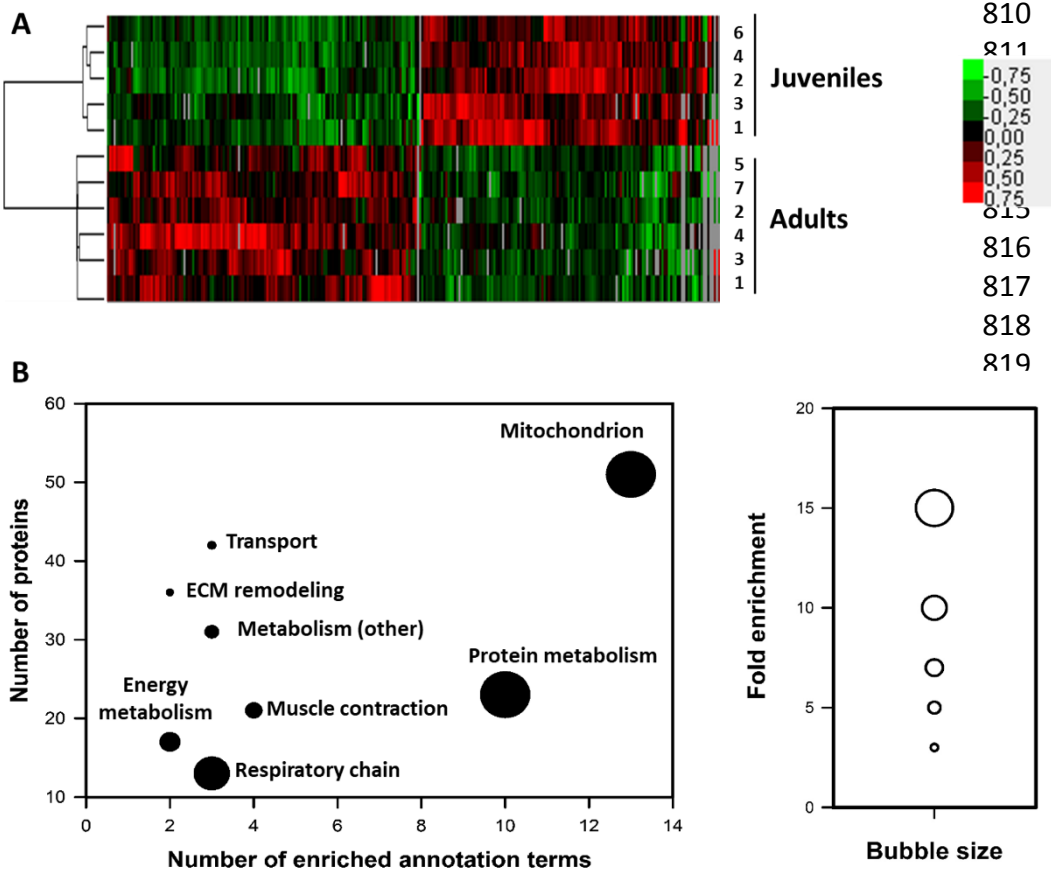 A
6
4
2
3
1
Juveniles
5
7
2
4
3
1
Adults
810
811
-0,75
-0,50
-0,25
0,00
0,25
0,50
0,75
815
816
817
818
819
B
60
50
40
30
20
10
0
2
4
6
8
10
12
14
Number of proteins
Number of enriched annotation terms
Mitochondrion
Transport
ECM remodeling
Metabolism (other)
Protein metabolism
Energy
metabolism
Muscle contraction
Respiratory chain
20
15
10
5
0
Fold enrichment
Bubble size